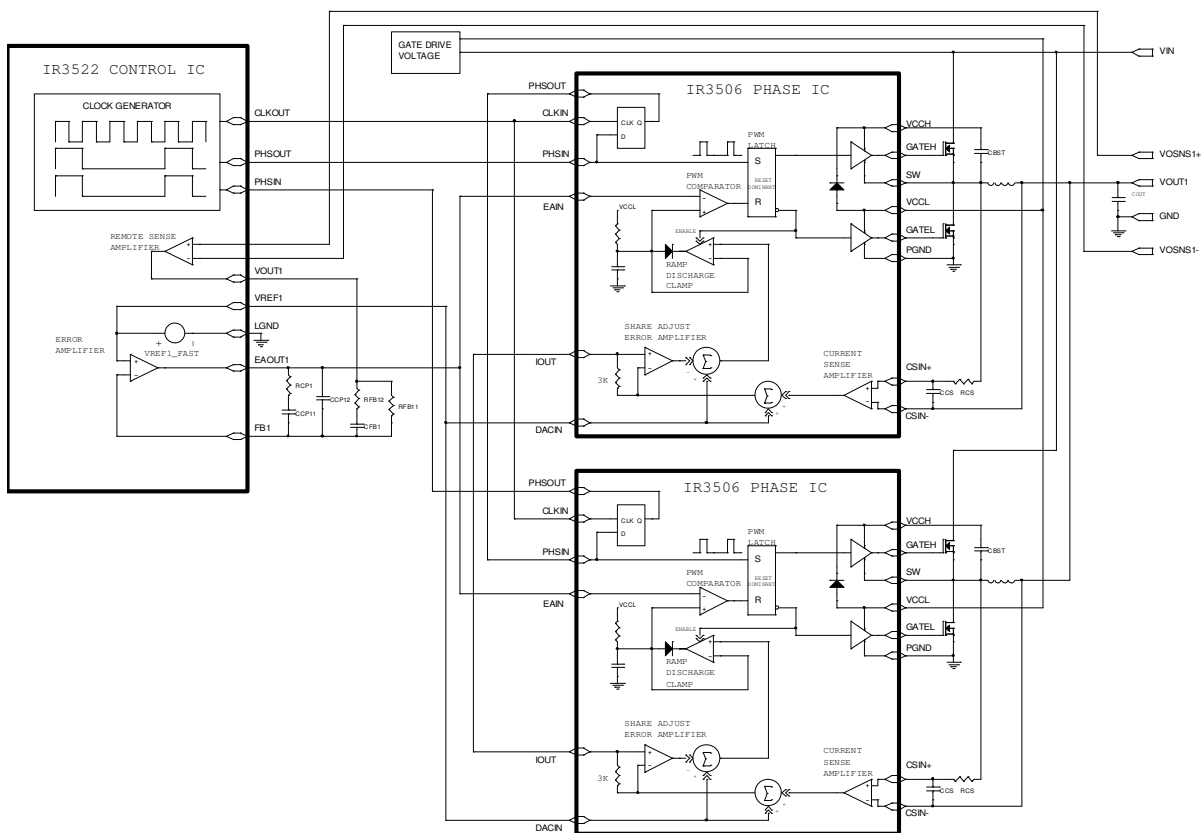 GATE DRIVE
VOLTAGE
VIN
IR3522 CONTROL IC
CLOCK GENERATOR
CLKOUT
PHSOUT
PHSIN
REMOTE SENSE
AMPLIFIER
+
−
VOUT1
VREF1
LGND
ERROR
AMPLIFIER
+
−
VREF1_FAST
+
−
EAOUT1
RCP1
CCP11
CCP12
RFB12
CFB1
RFB11
FB1
IR3506 PHASE IC
PHSOUT
CLKIN
PHSIN
EAIN
IOUT
DACIN
CLK Q
D
PWM
LATCH
S
RESET
DOMINANT
R
PWM
COMPARATOR
−
+
VCCL
ENABLE
+
−
RAMP
DISCHARGE
CLAMP
SHARE ADJUST
ERROR AMPLIFIER
+
−
3K
Σ
−
+
Σ
+
+
CURRENT
SENSE
AMPLIFIER
+
−
VCCH
GATEH
SW
VCCL
GATEL
PGND
CSIN+
CSIN-
CBST
CCS
RCS
VOSNS1+
VOUT1
COUT
GND
VOSNS1-
IR3506 PHASE IC
PHSOUT
CLKIN
PHSIN
EAIN
IOUT
DACIN
CLK Q
D
PWM
LATCH
S
RESET
DOMINANT
R
PWM
COMPARATOR
−
+
VCCL
ENABLE
+
−
RAMP
DISCHARGE
CLAMP
SHARE ADJUST
ERROR AMPLIFIER
+
−
3K
Σ
−
+
Σ
+
+
CURRENT
SENSE
AMPLIFIER
+
−
VCCH
GATEH
SW
VCCL
GATEL
PGND
CSIN+
CSIN-
CBST
CCS
RCS